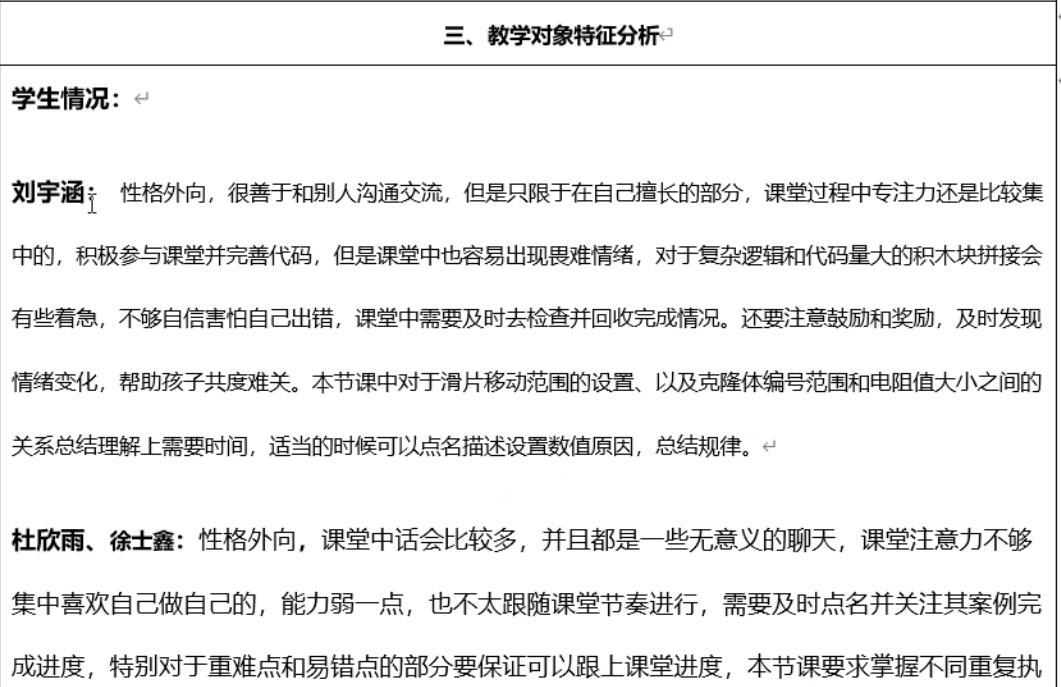 三、教学对象特征分析
学生情况：
刘宇涵： 性格外向，很善于和别人沟通交流，但是只限于在自己擅长的部分，课堂过程中专注力还是比较集
中的，积极参与课堂并完善代码，但是课堂中也容易出现畏难情绪，对于复杂逻辑和代码量大的积木块拼接会
有些着急，不够自信害怕自己出错，课堂中需要及时去检查并回收完成情况。还要注意鼓励和奖励，及时发现
情绪变化，帮助孩子共度难关。本节课中对于滑片移动范围的设置、以及克隆体编号范围和电阻值大小之间的
关系总结理解上需要时间，适当的时候可以点名描述设置数值原因，总结规律。
杜欣雨、徐士鑫：性格外向，课堂中话会比较多，并且都是一些无意义的聊天，课堂注意力不够
集中喜欢自己做自己的，能力弱一点，也不太跟随课堂节奏进行，需要及时点名并关注其案例完
成进度，特别对于重难点和易错点的部分要保证可以跟上课堂进度，本节课要求掌握不同重复执